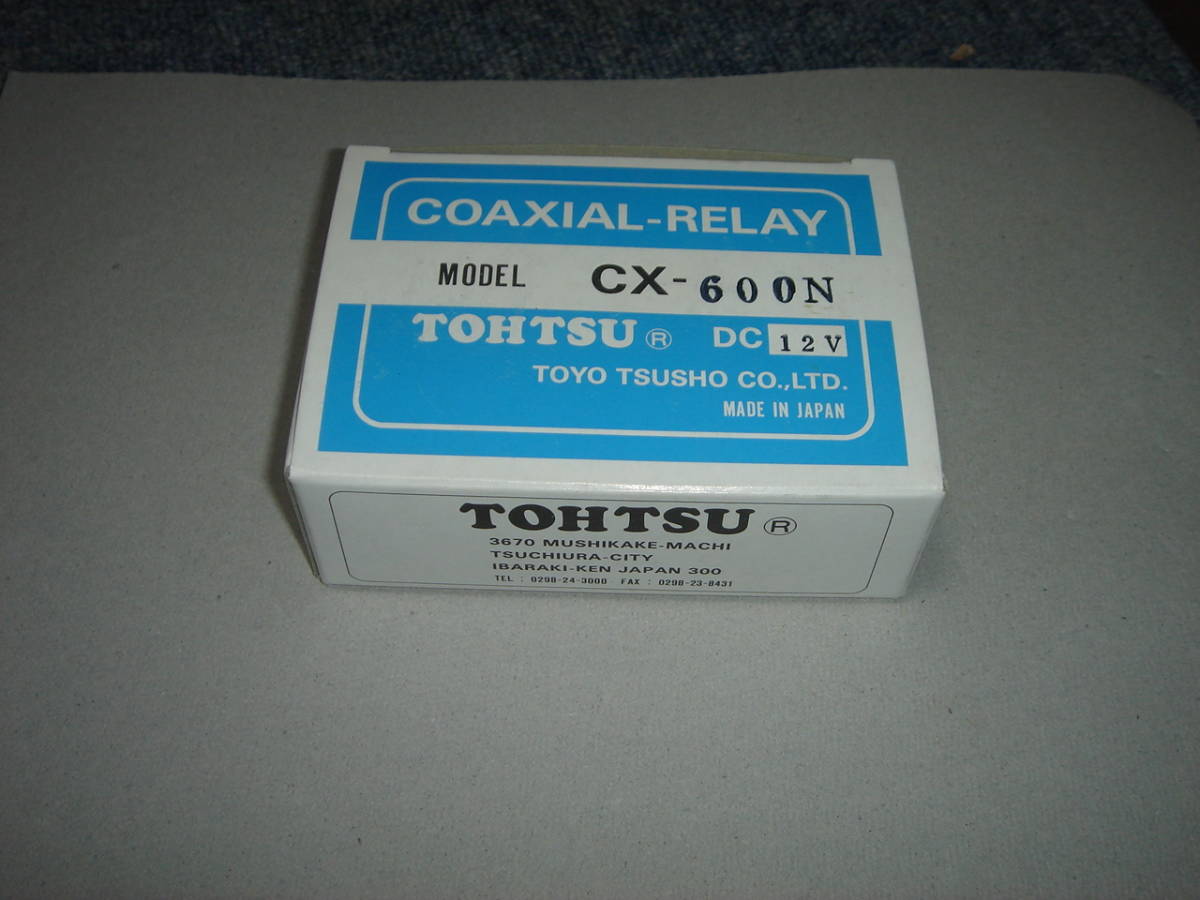 COAXIAL-RELAY
MODEL CX-600N
TOHTSU ® DC 12V
TOYO TSUSHO CO.,LTD.
MADE IN JAPAN
TOHTSU ®
3670 MUSHIKAKE-MACHI
TSUCHIURA-CITY
IBARAKI-KEN JAPAN 300
TEL : 0298-24-3000 FAX : 0298-23-8431